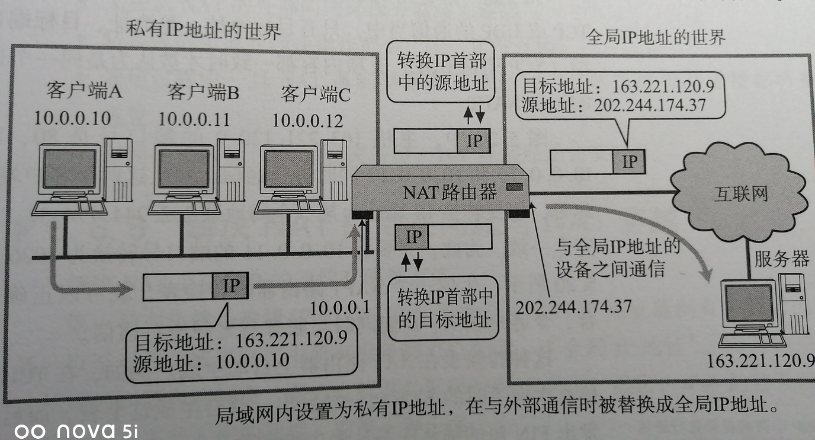 私有IP地址的世界
客户端A
10.0.0.10
客户端B
10.0.0.11
客户端C
10.0.0.12
IP
目标地址：163.221.120.9
源地址：10.0.0.10
10.0.0.1
转换IP首部
中的源地址
IP
NAT路由器
IP
转换IP首部中
的目标地址
全局IP地址的世界
目标地址：163.221.120.9
源地址：202.244.174.37
IP
互联网
与全局IP地址的
设备之间通信
202.244.174.37
服务器
163.221.120.9
局域网内设置为私有IP地址，在与外部通信时被替换成全局IP地址。
nova 5i